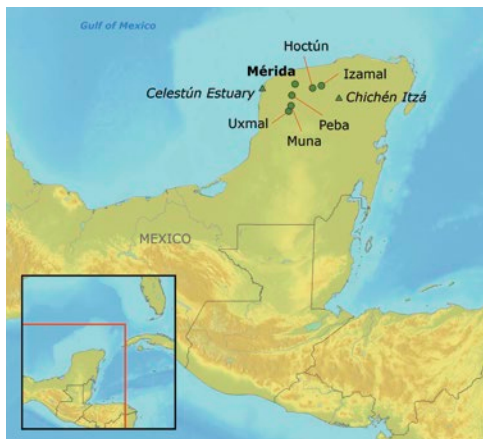 Gulf of Mexico
Hoctún
Mérida
Izamal
Celestún Estuary
Chichén Itzá
Uxmal
Peba
Muna
MEXICO